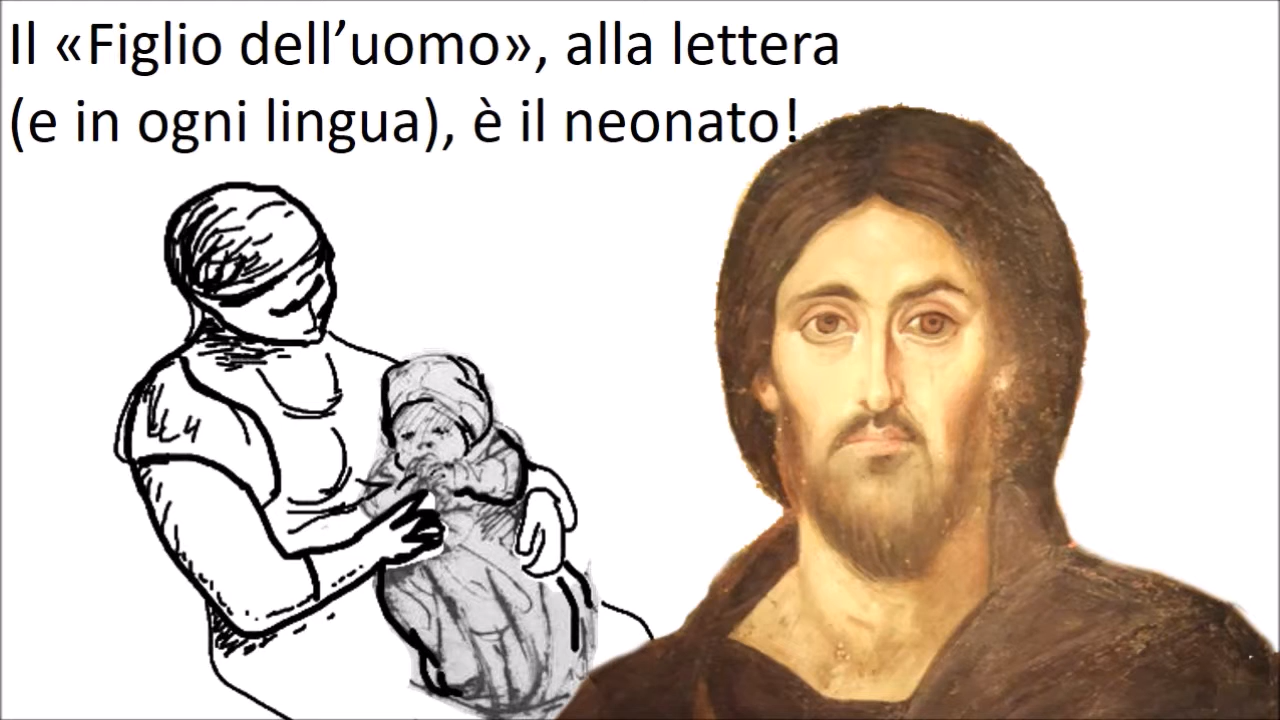 Il «Figlio dell’uomo», alla lettera
(e in ogni lingua), è il neonato!